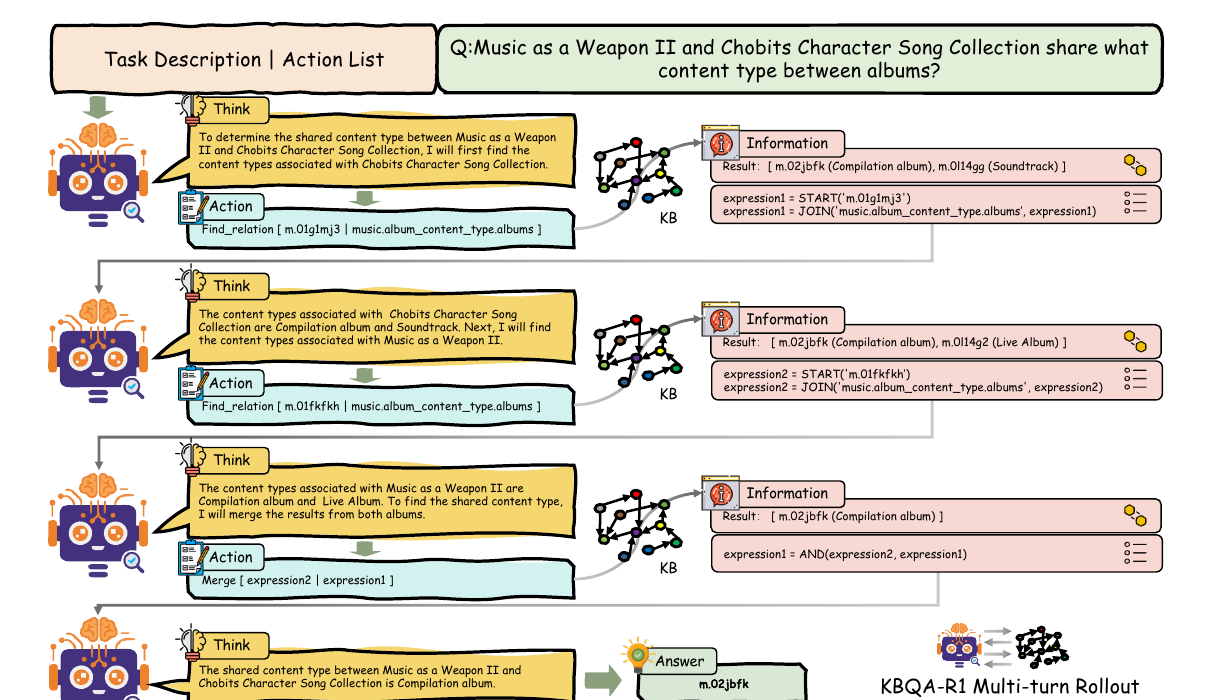 Task Description | Action List
Q:Music as a Weapon II and Chobits Character Song Collection share what
content type between albums?
Think
To determine the shared content type between Music as a Weapon
II and Chobits Character Song Collection, I will first find the
content types associated with Chobits Character Song Collection.
Action
Find_relation [ m.01g1mj3 | music.album_content_type.albums ]
KB
Information
Result: [ m.02jbfk (Compilation album), m.0l14gg (Soundtrack) ]
expression1 = START('m.01g1mj3')
expression1 = JOIN('music.album_content_type.albums', expression1)
Think
The content types associated with Chobits Character Song
Collection are Compilation album and Soundtrack. Next, I will find
the content types associated with Music as a Weapon II.
Action
Find_relation [ m.01fkfkh | music.album_content_type.albums ]
KB
Information
Result: [ m.02jbfk (Compilation album), m.0l14g2 (Live Album) ]
expression2 = START('m.01fkfkh')
expression2 = JOIN('music.album_content_type.albums', expression2)
Think
The content types associated with Music as a Weapon II are
Compilation album and Live Album. To find the shared content type,
I will merge the results from both albums.
Action
Merge [ expression2 | expression1 ]
KB
Information
Result: [ m.02jbfk (Compilation album) ]
expression1 = AND(expression2, expression1)
Think
The shared content type between Music as a Weapon II and
Chobits Character Song Collection is Compilation album.
Answer
m.02jbfk
KBQA-R1 Multi-turn Rollout